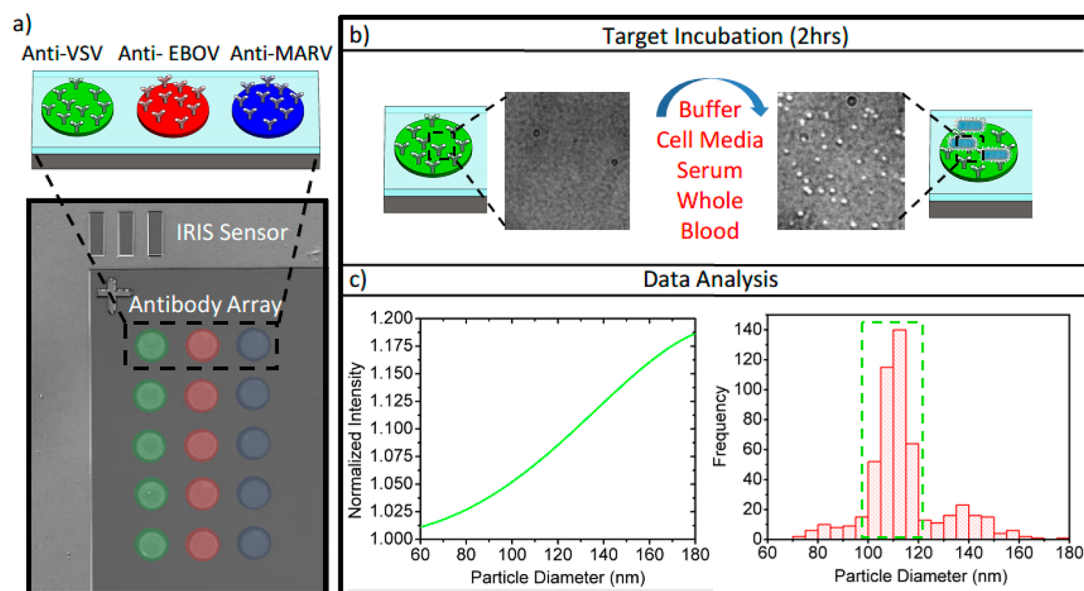 a)
Anti-VSV Anti- EBOV Anti-MARV
IRIS Sensor
Antibody Array
b)
Target Incubation (2hrs)
Buffer
Cell Media
Serum
Whole
Blood
c)
Data Analysis
Normalized Intensity
1.200
1.175
1.150
1.125
1.100
1.075
1.050
1.025
1.000
60 80 100 120 140 160 180
Particle Diameter (nm)
Frequency
140
120
100
80
60
40
20
0
60 80 100 120 140 160 180
Particle Diameter (nm)